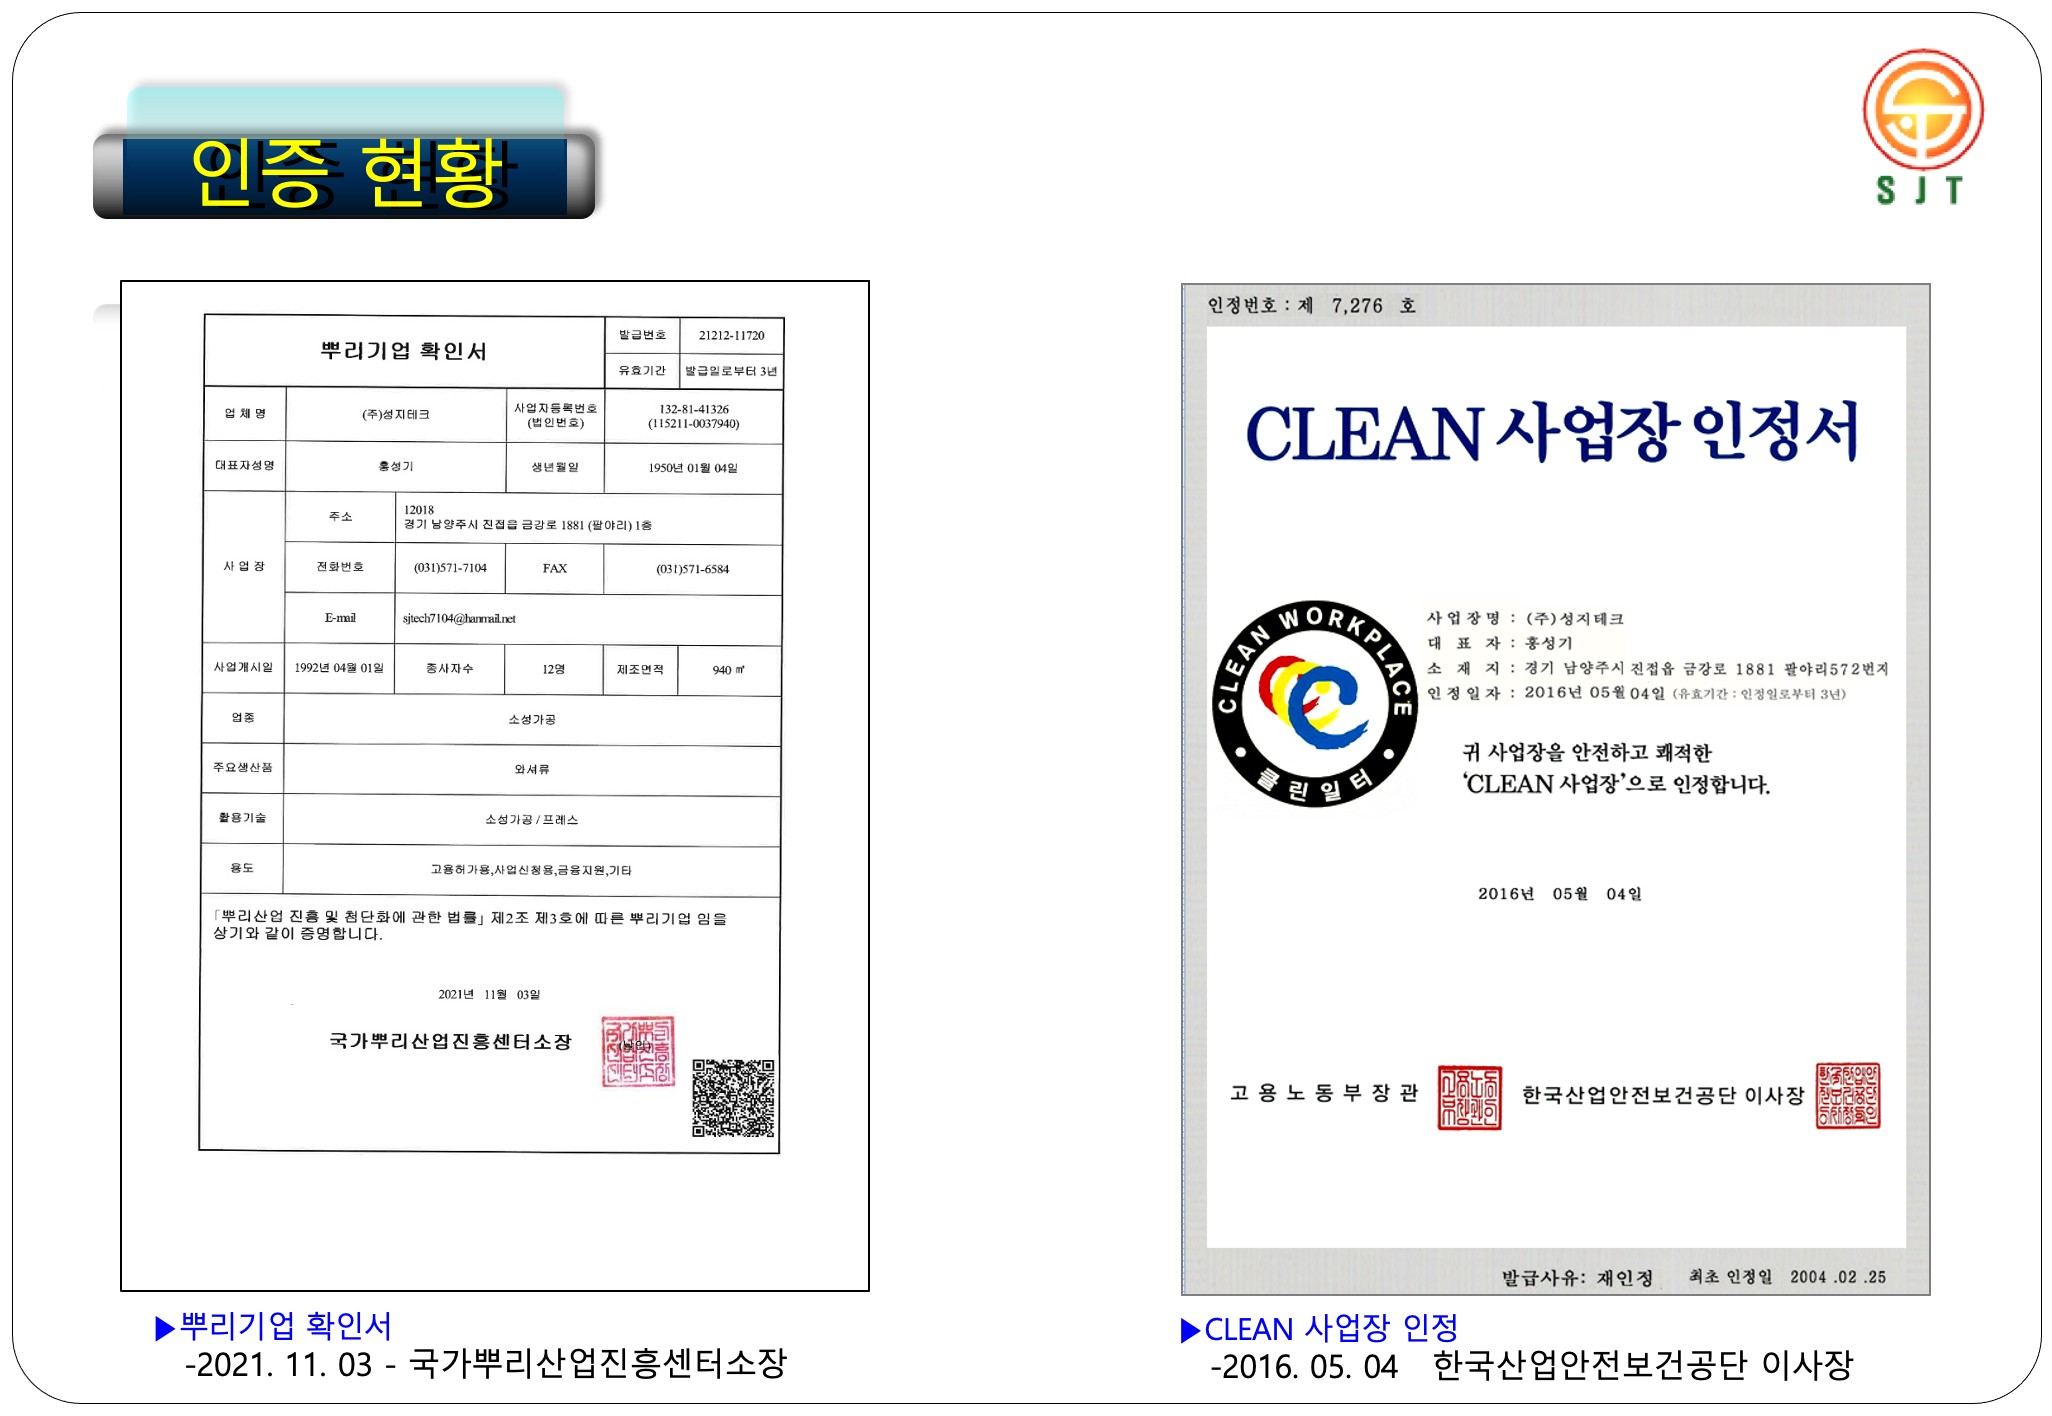 인증 현황
S J T
뿌리기업 확인서
발급번호
21212-11720
유효기간
발급일로부터 3년
업 체 명
(주)성지테크
사업자등록번호
(법인번호)
132-81-41326
(115211-0037940)
대표자성명
홍성기
생년월일
1950년 01월 04일
사 업 장
주소
12018
경기 남양주시 진접읍 금강로 1881 (팔야리) 1층
전화번호
(031)571-7104
FAX
(031)571-6584
E-mail
sjtech7104@hanmail.net
사업개시일
1992년 04월 01일
종사자수
12명
제조면적
940 ㎡
업종
소성가공
주요생산품
와셔류
활용기술
소성가공 / 프레스
용도
고용허가용,사업신청용,금융지원,기타
「뿌리산업 진흥 및 첨단화에 관한 법률」 제2조 제3호에 따른 뿌리기업 임을
상기와 같이 증명합니다.
2021년 11월 03일
국가뿌리산업진흥센터소장
(날인)
▶뿌리기업 확인서
-2021. 11. 03 - 국가뿌리산업진흥센터소장
인정번호 : 제 7,276 호
CLEAN 사업장 인정서
CLEAN WORKPLACE
클린일터
사 업 장 명 : (주)성지테크
대 표 자 : 홍성기
소 재 지 : 경기 남양주시 진접읍 금강로 1881 팔야리572번지
인 정 일 자 : 2016년 05월 04일 (유효기간 : 인정일로부터 3년)
귀 사업장을 안전하고 쾌적한
‘CLEAN 사업장’으로 인정합니다.
2016년 05월 04일
고 용 노 동 부 장 관
한국산업안전보건공단 이사장
발급사유: 재인정 최초 인정일 2004 .02 .25
▶CLEAN 사업장 인정
-2016. 05. 04 한국산업안전보건공단 이사장